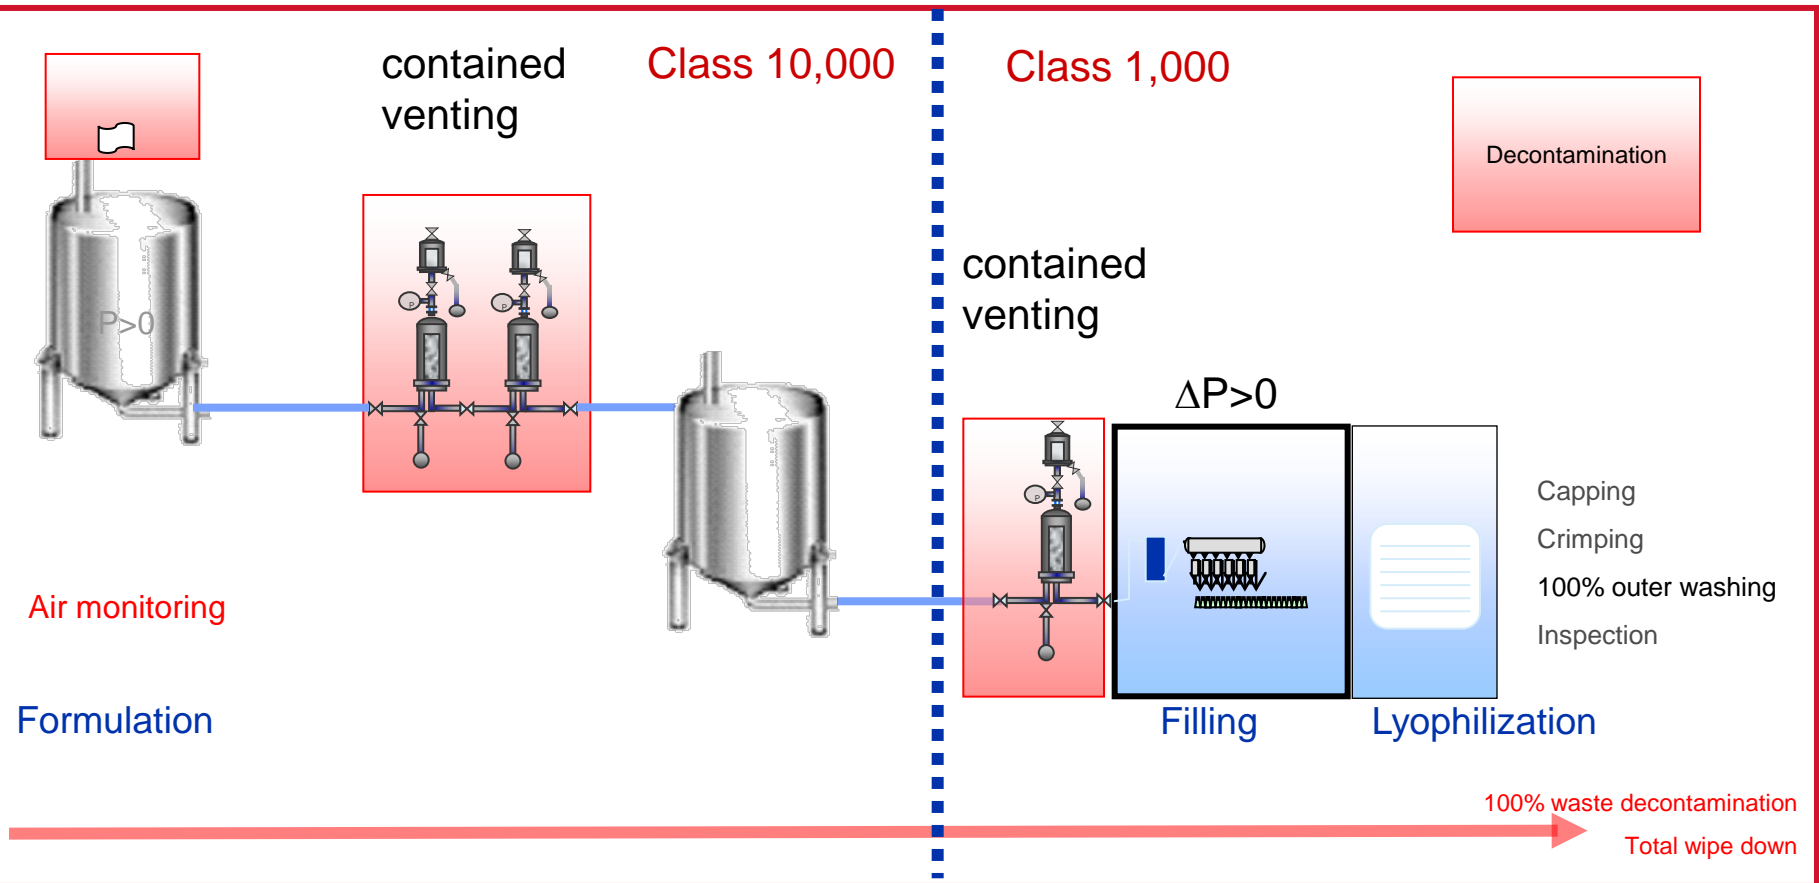 contained
venting
Class 10,000
Class 1,000
Decontamination
P>0
P
P
contained
venting
ΔP>0
P
Capping
Crimping
100% outer washing
Inspection
Air monitoring
Formulation
Filling
Lyophilization
100% waste decontamination
Total wipe down